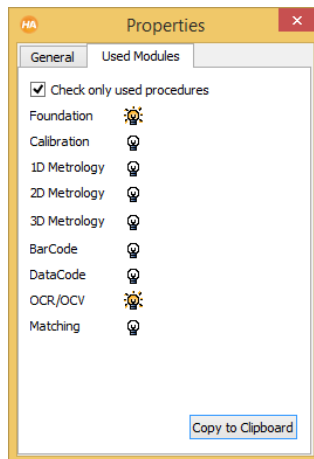 HA Properties
General Used Modules
Check only used procedures
Foundation
Calibration
1D Metrology
2D Metrology
3D Metrology
BarCode
DataCode
OCR/OCV
Matching
Copy to Clipboard